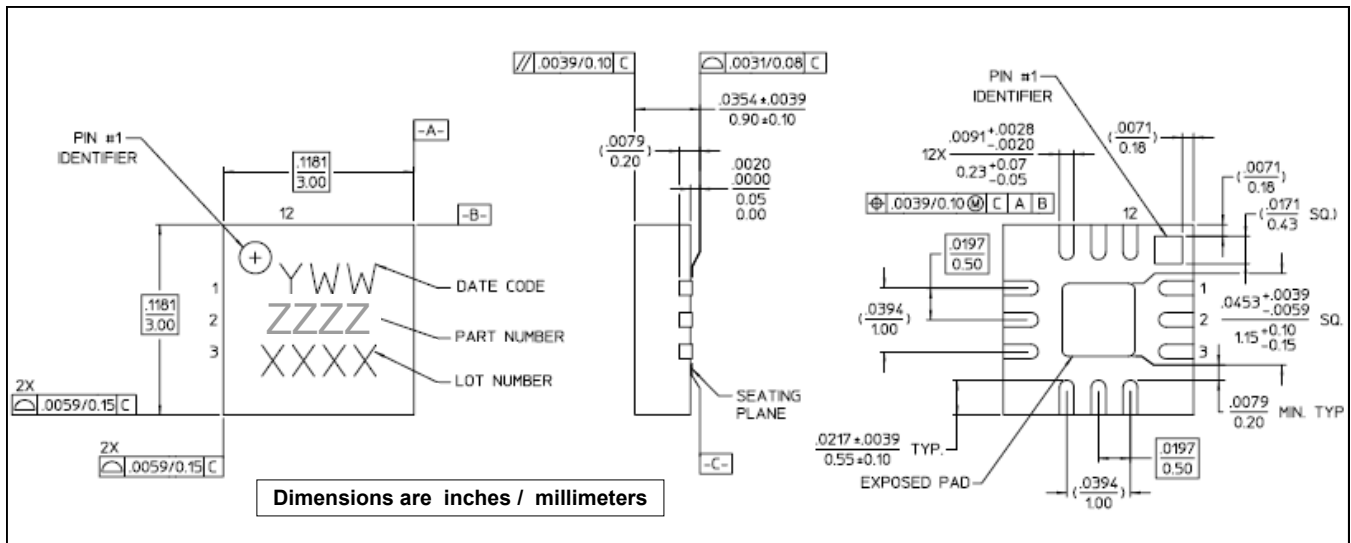 PIN #1
IDENTIFIER
.1181
3.00
-A-
-B-
12
YWW
ZZZZ
XXXX
DATE CODE
PART NUMBER
LOT NUMBER
1
2
3
.1181
3.00
2X
⌓ .0059/0.15 C
2X
⌓ .0059/0.15 C
// .0039/0.10 C
⌓ .0031/0.08 C
.0354±.0039
0.90±0.10
(.0079
0.20)
.0020
.0000
0.05
0.00
SEATING
PLANE
-C-
PIN #1
IDENTIFIER
12X .0091 +.0028
-.0020
0.23 +0.07
-0.05
⌖ .0039/0.10 Ⓜ C A B
(.0071
0.18)
(.0071
0.18)
(.0171
0.43 SQ.)
12
.0197
0.50
(.0394
1.00)
1
2
3
.0453 +.0039
-.0059
1.15 +0.10
-0.15 SQ.
.0079
0.20 MIN. TYP
.0217±.0039
0.55±0.10 TYP.
EXPOSED PAD
(.0394
1.00)
.0197
0.50
Dimensions are inches / millimeters